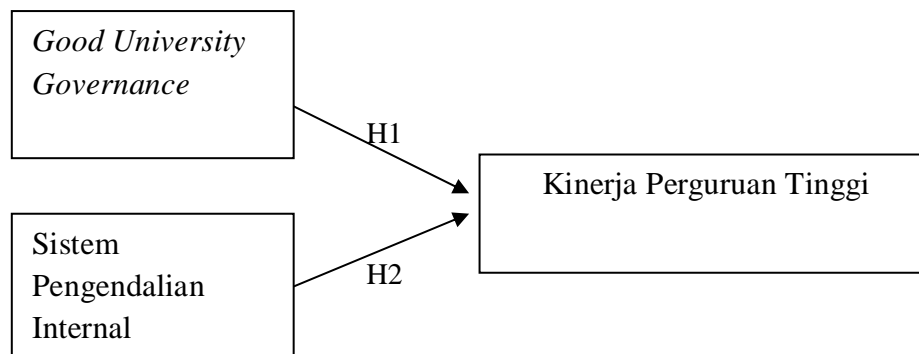 Good University
Governance
H1
Kinerja Perguruan Tinggi
Sistem
Pengendalian
Internal
H2